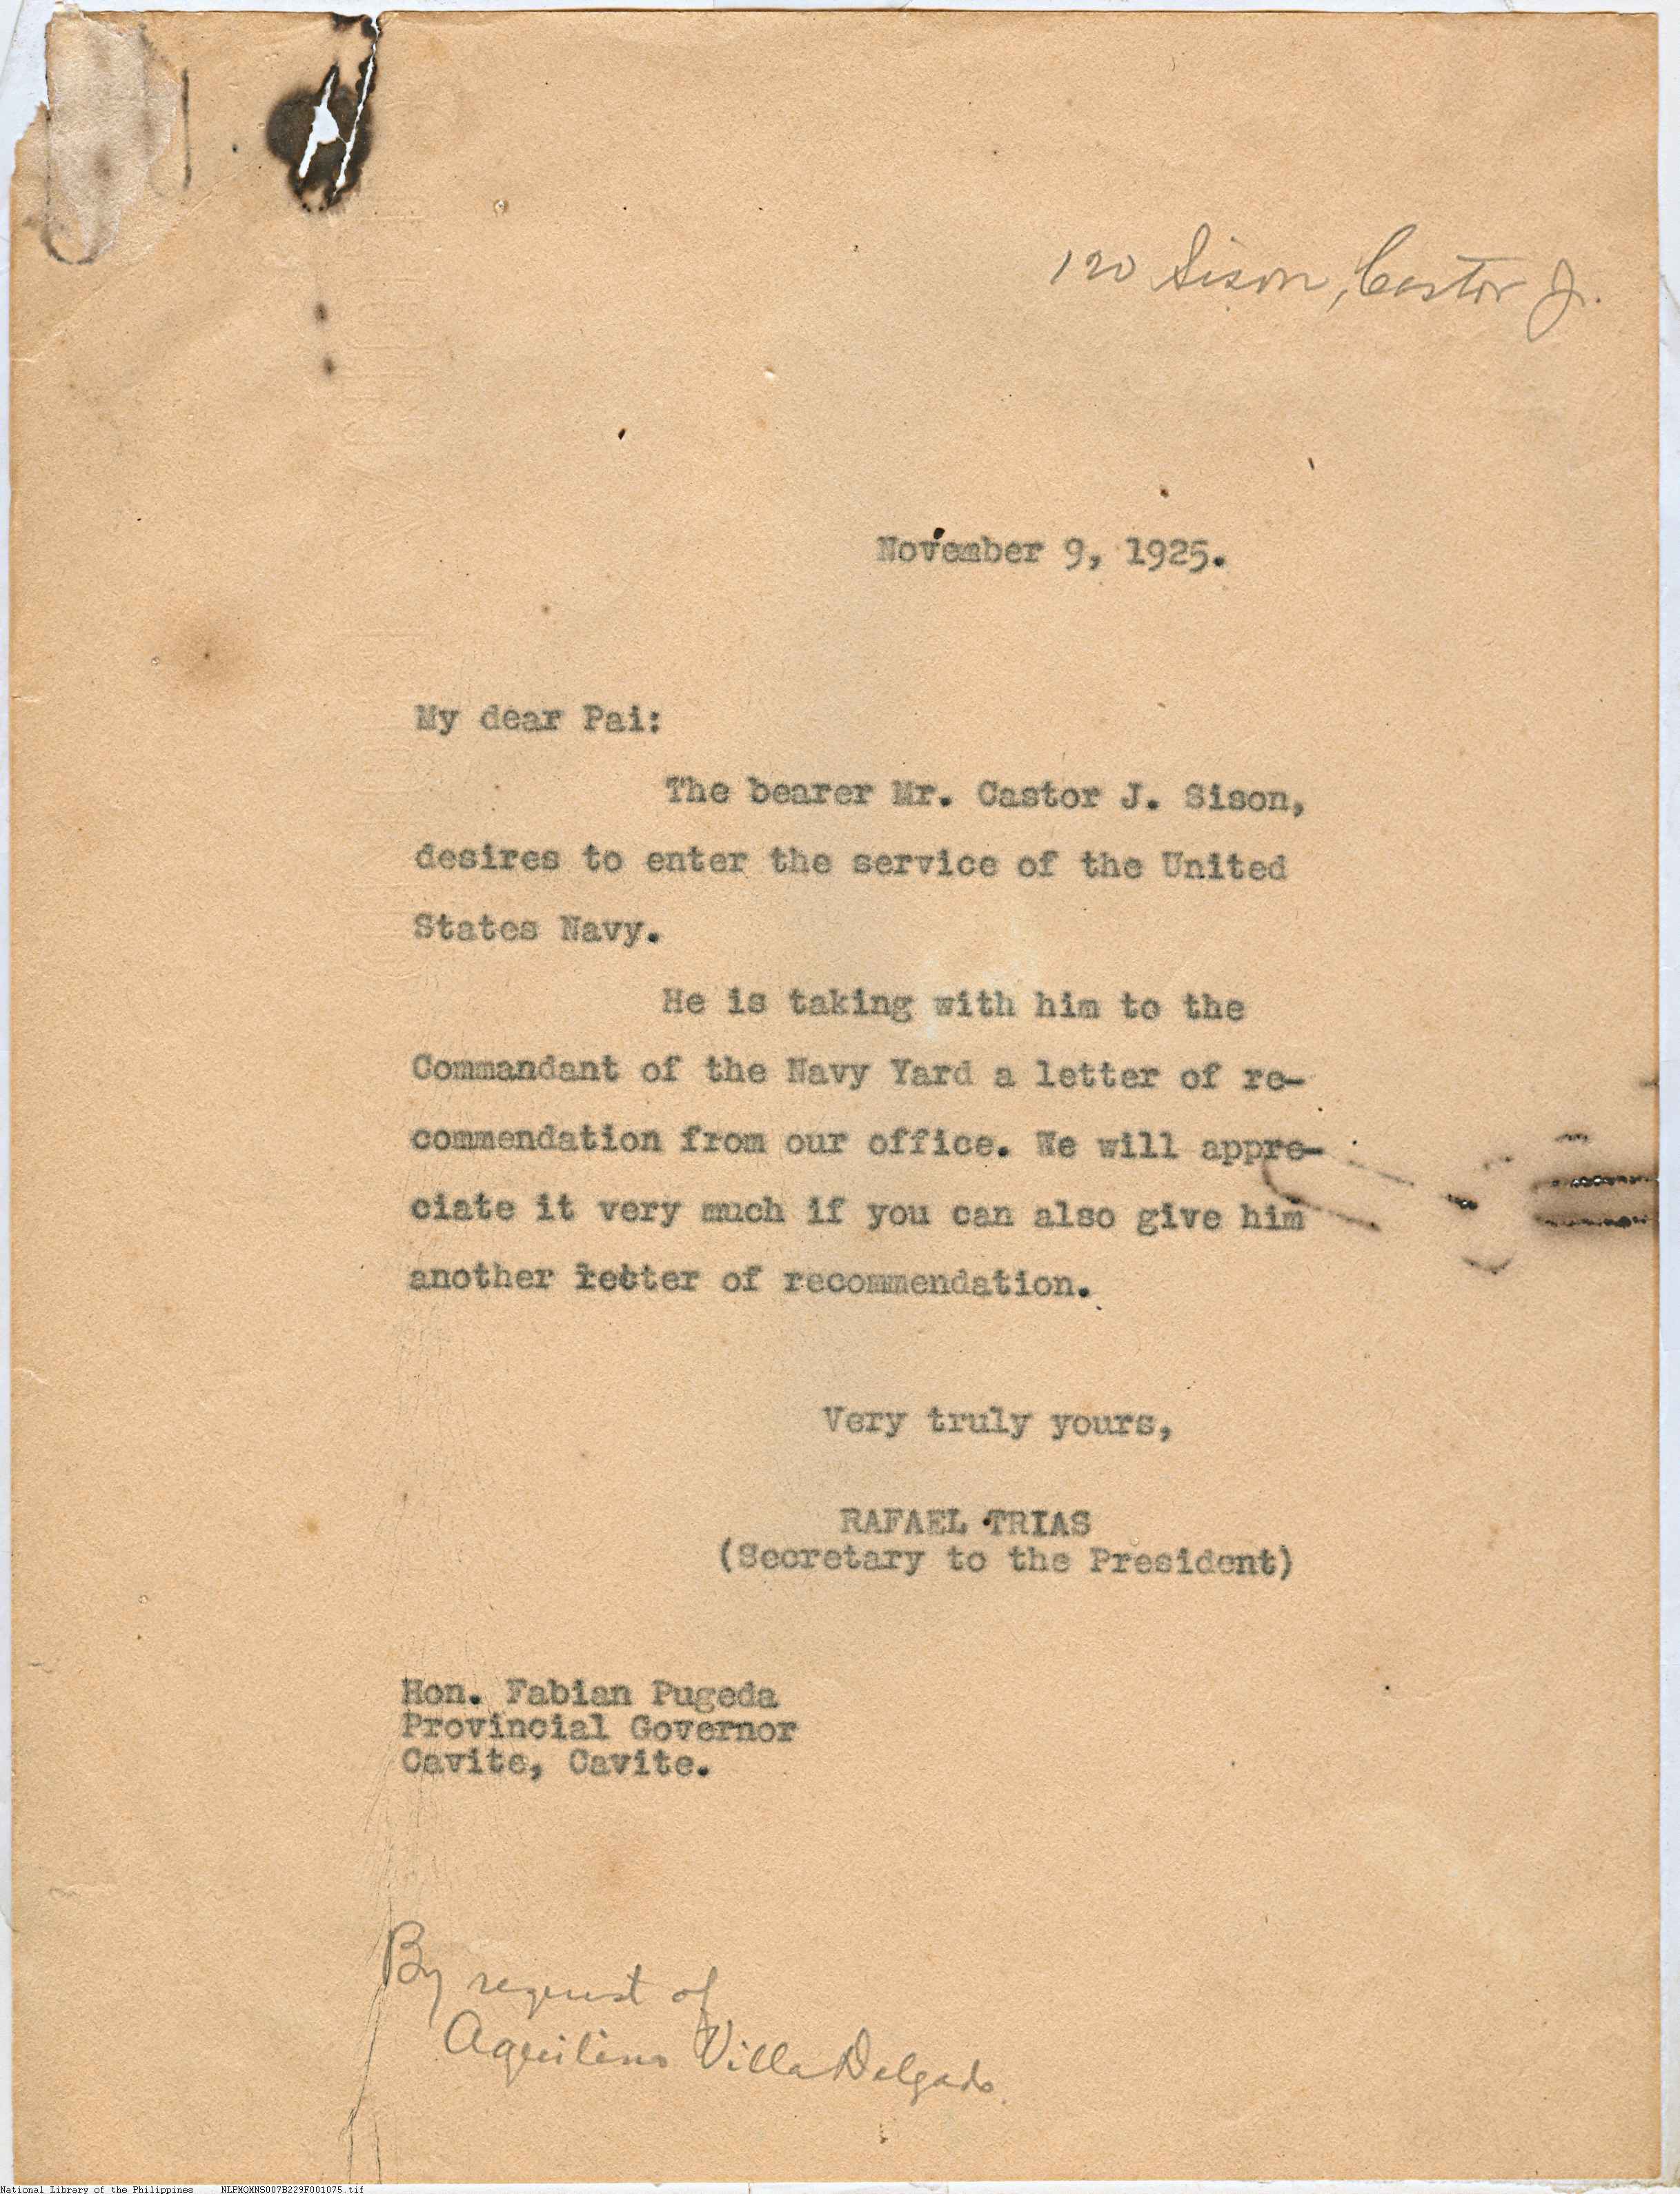 120 Sison, Castor J.
November 9, 1925.
My dear Pai:
The bearer Mr. Castor J. Sison,
desires to enter the service of the United
States Navy.
He is taking with him to the
Commandant of the Navy Yard a letter of re-
commendation from our office. We will appre-
ciate it very much if you can also give him
another letter of recommendation.
Very truly yours,
RAFAEL TRIAS
(Secretary to the President)
Hon. Fabian Pugeda
Provincial Governor
Cavite, Cavite.
By request of
Aquilino Villa Delgado
National Library of the Philippines NLPMQMNS007B229F001075.tif